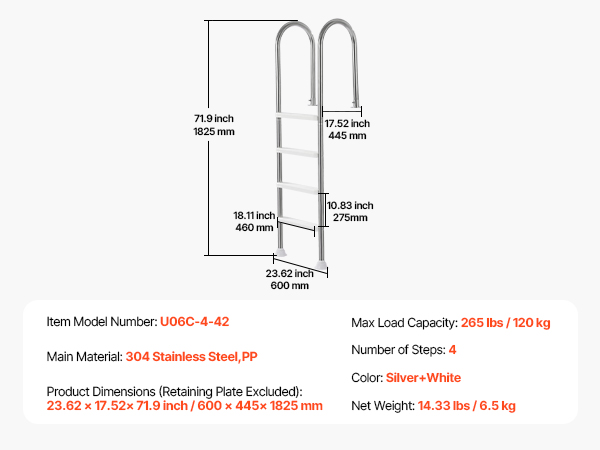 71.9 inch
1825 mm
17.52 inch
445 mm
10.83 inch
275mm
18.11 inch
460 mm
23.62 inch
600 mm
Item Model Number: U06C-4-42
Main Material: 304 Stainless Steel,PP
Product Dimensions (Retaining Plate Excluded):
23.62 × 17.52× 71.9 inch / 600 × 445× 1825 mm
Max Load Capacity: 265 lbs / 120 kg
Number of Steps: 4
Color: Silver+White
Net Weight: 14.33 lbs / 6.5 kg